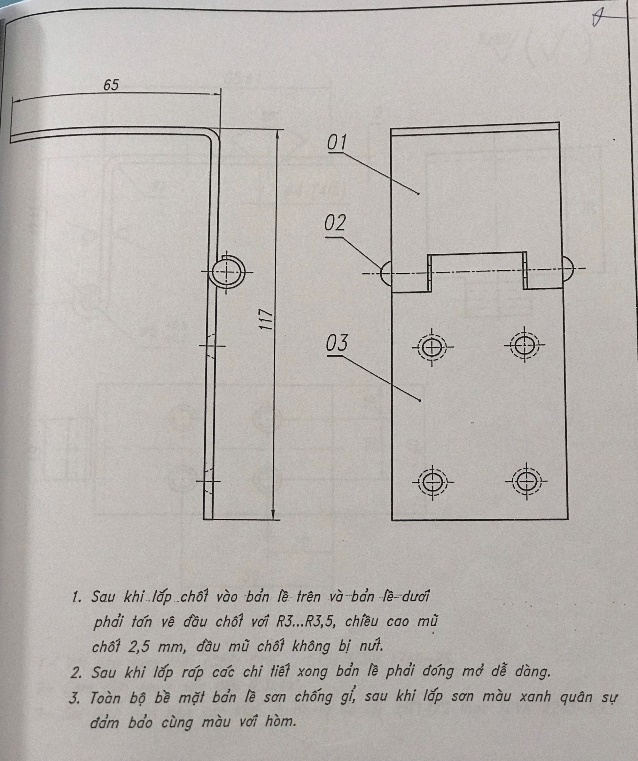 65
01
02
117
03
1. Sau khi lắp chốt vào bản lề trên và bản lề dưới
phải tán vê đầu chốt với R3...R3,5, chiều cao mũ
chốt 2,5 mm, đầu mũ chốt không bị nứt.
2. Sau khi lắp ráp các chi tiết xong bản lề phải đóng mở dễ dàng.
3. Toàn bộ bề mặt bản lề sơn chống gỉ, sau khi lắp sơn màu xanh quân sự
đảm bảo cùng màu với hòm.